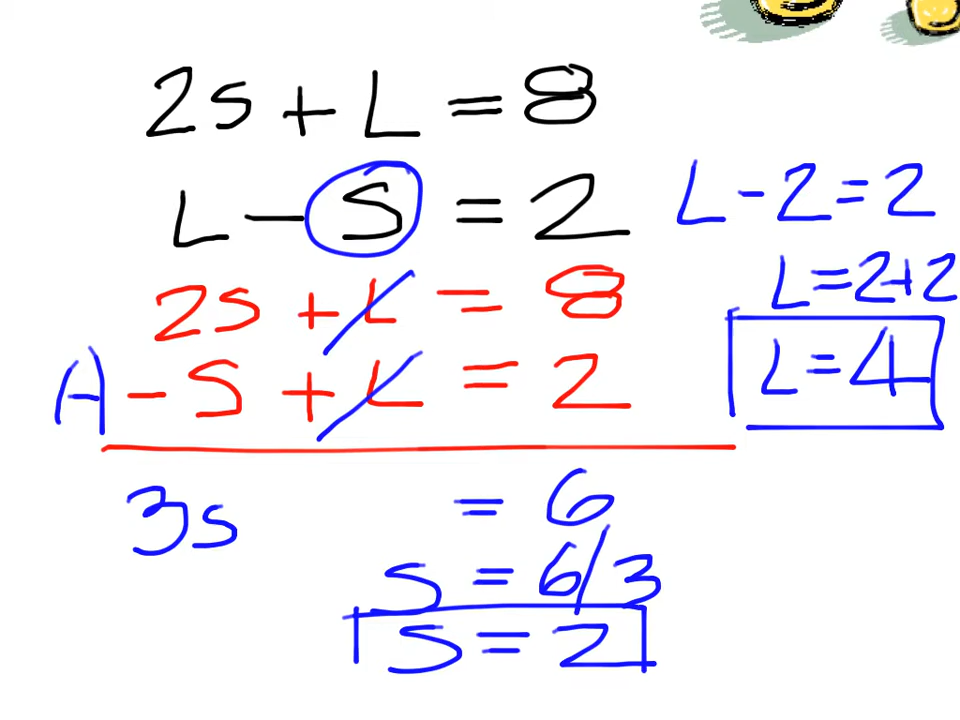 2s + L = 8
L - S = 2
2s + L = 8
A - S + L = 2
3s = 6
S = 6/3
S = 2
L - 2 = 2
L = 2+2
L = 4